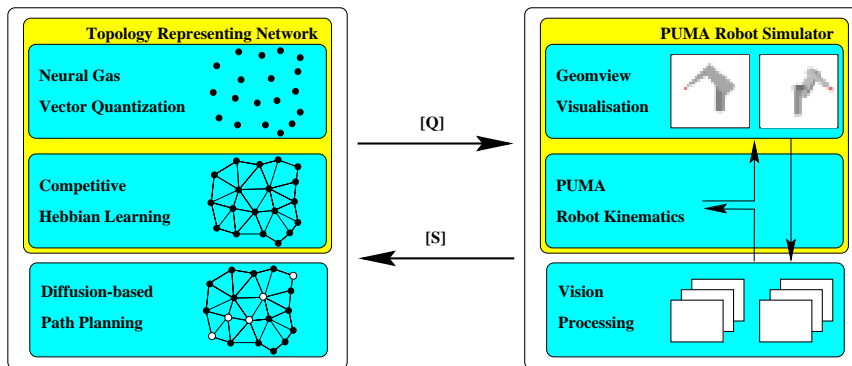 Topology Representing Network
Neural Gas
Vector Quantization
Competitive
Hebbian Learning
Diffusion-based
Path Planning
[Q]
[S]
PUMA Robot Simulator
Geomview
Visualisation
PUMA
Robot Kinematics
Vision
Processing